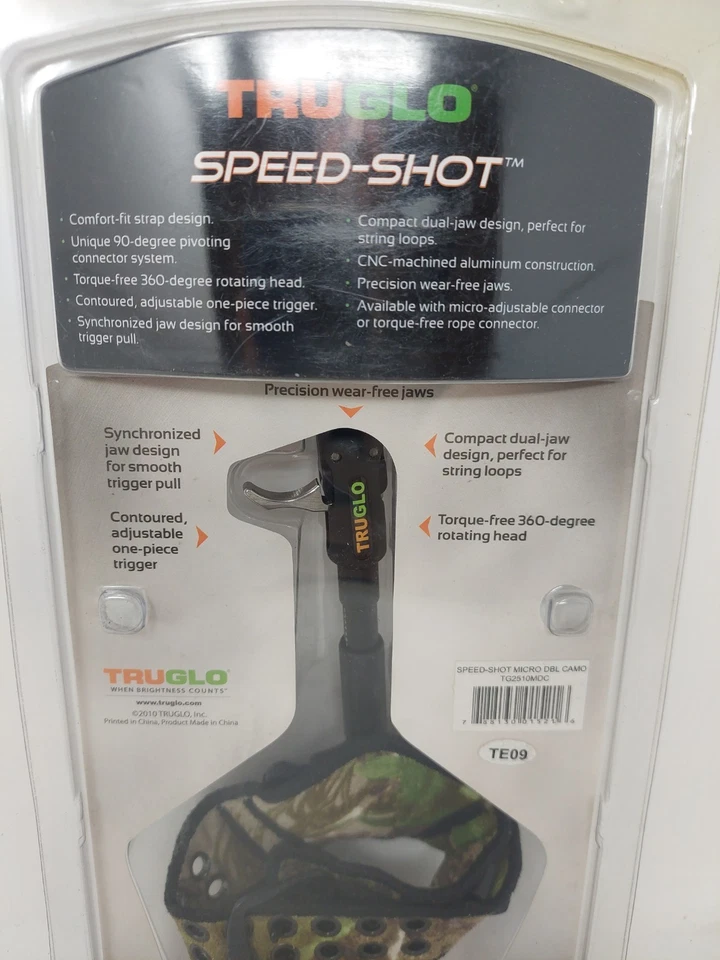 TRUGLO®
SPEED-SHOT™
• Comfort-fit strap design.
• Unique 90-degree pivoting
connector system.
• Torque-free 360-degree rotating head.
• Contoured, adjustable one-piece trigger.
• Synchronized jaw design for smooth
trigger pull.
• Compact dual-jaw design, perfect for
string loops.
• CNC-machined aluminum construction.
• Precision wear-free jaws.
• Available with micro-adjustable connector
or torque-free rope connector.
Precision wear-free jaws
Synchronized
jaw design
for smooth
trigger pull
Compact dual-jaw
design, perfect for
string loops
Contoured,
adjustable
one-piece
trigger
Torque-free 360-degree
rotating head
TRUGLO
TRUGLO®
WHEN BRIGHTNESS COUNTS®
www.truglo.com
©2010 TRUGLO, Inc.
Printed in China, Product Made in China
SPEED-SHOT MICRO DBL CAMO
TG2510MDC
TE09